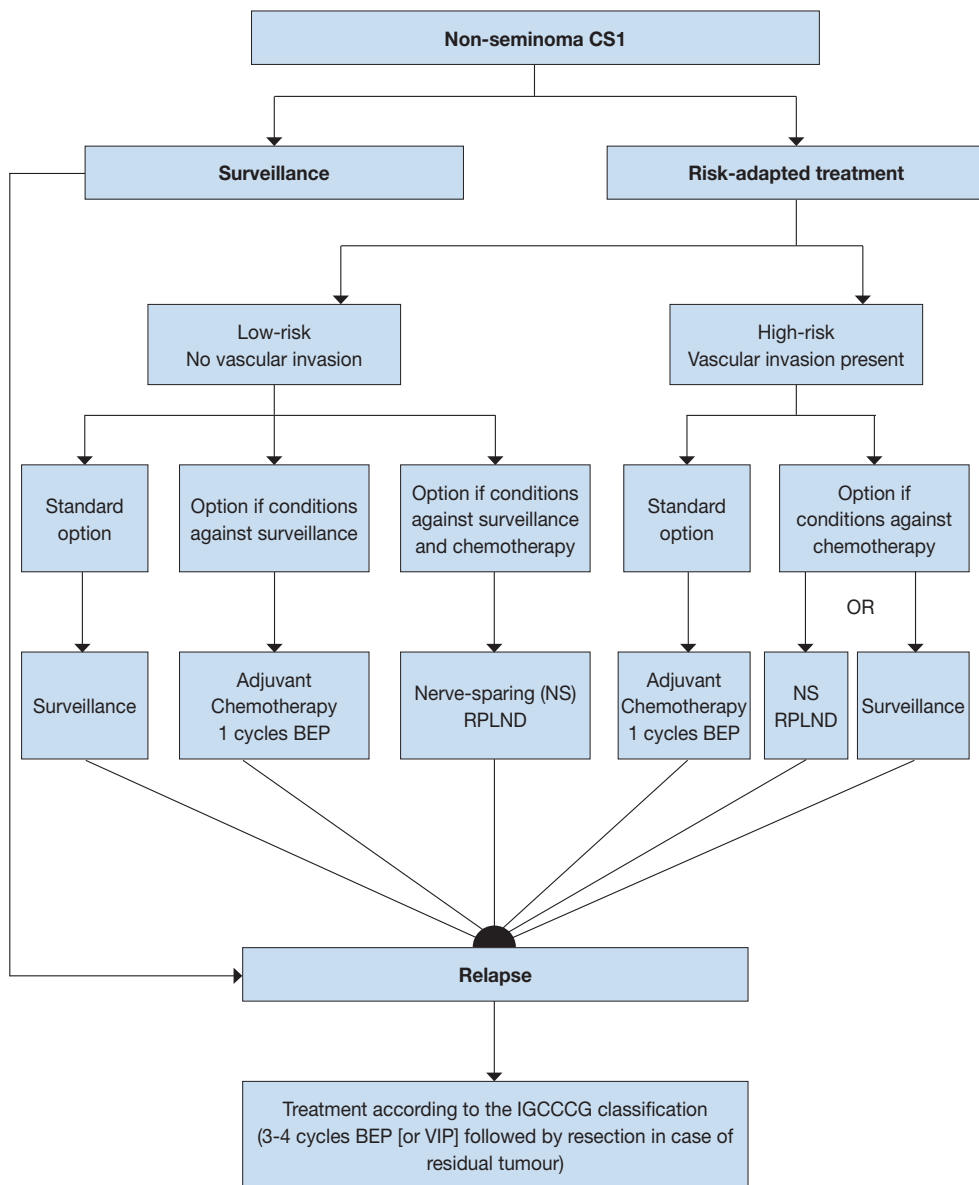 Non-seminoma CS1
Surveillance
Risk-adapted treatment
Low-risk
No vascular invasion
High-risk
Vascular invasion present
Standard
option
Option if conditions
against surveillance
Option if conditions
against surveillance
and chemotherapy
Standard
option
Option if
conditions against
chemotherapy
OR
Surveillance
Adjuvant
Chemotherapy
1 cycles BEP
Nerve-sparing (NS)
RPLND
Adjuvant
Chemotherapy
1 cycles BEP
NS
RPLND
Surveillance
Relapse
Treatment according to the IGCCCG classification
(3-4 cycles BEP [or VIP] followed by resection in case of
residual tumour)